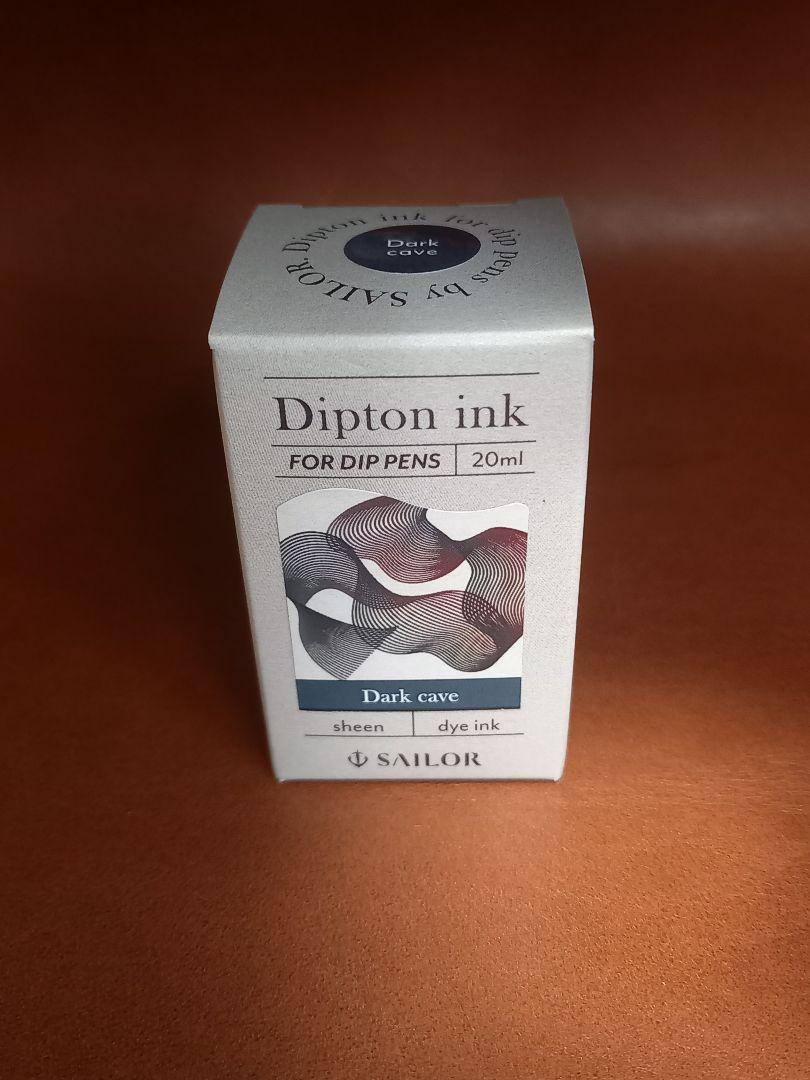 Dipton ink for dip pens by SAILOR.
Dark
cave
Dipton ink
FOR DIP PENS 20ml
Dark cave
sheen dye ink
SAILOR